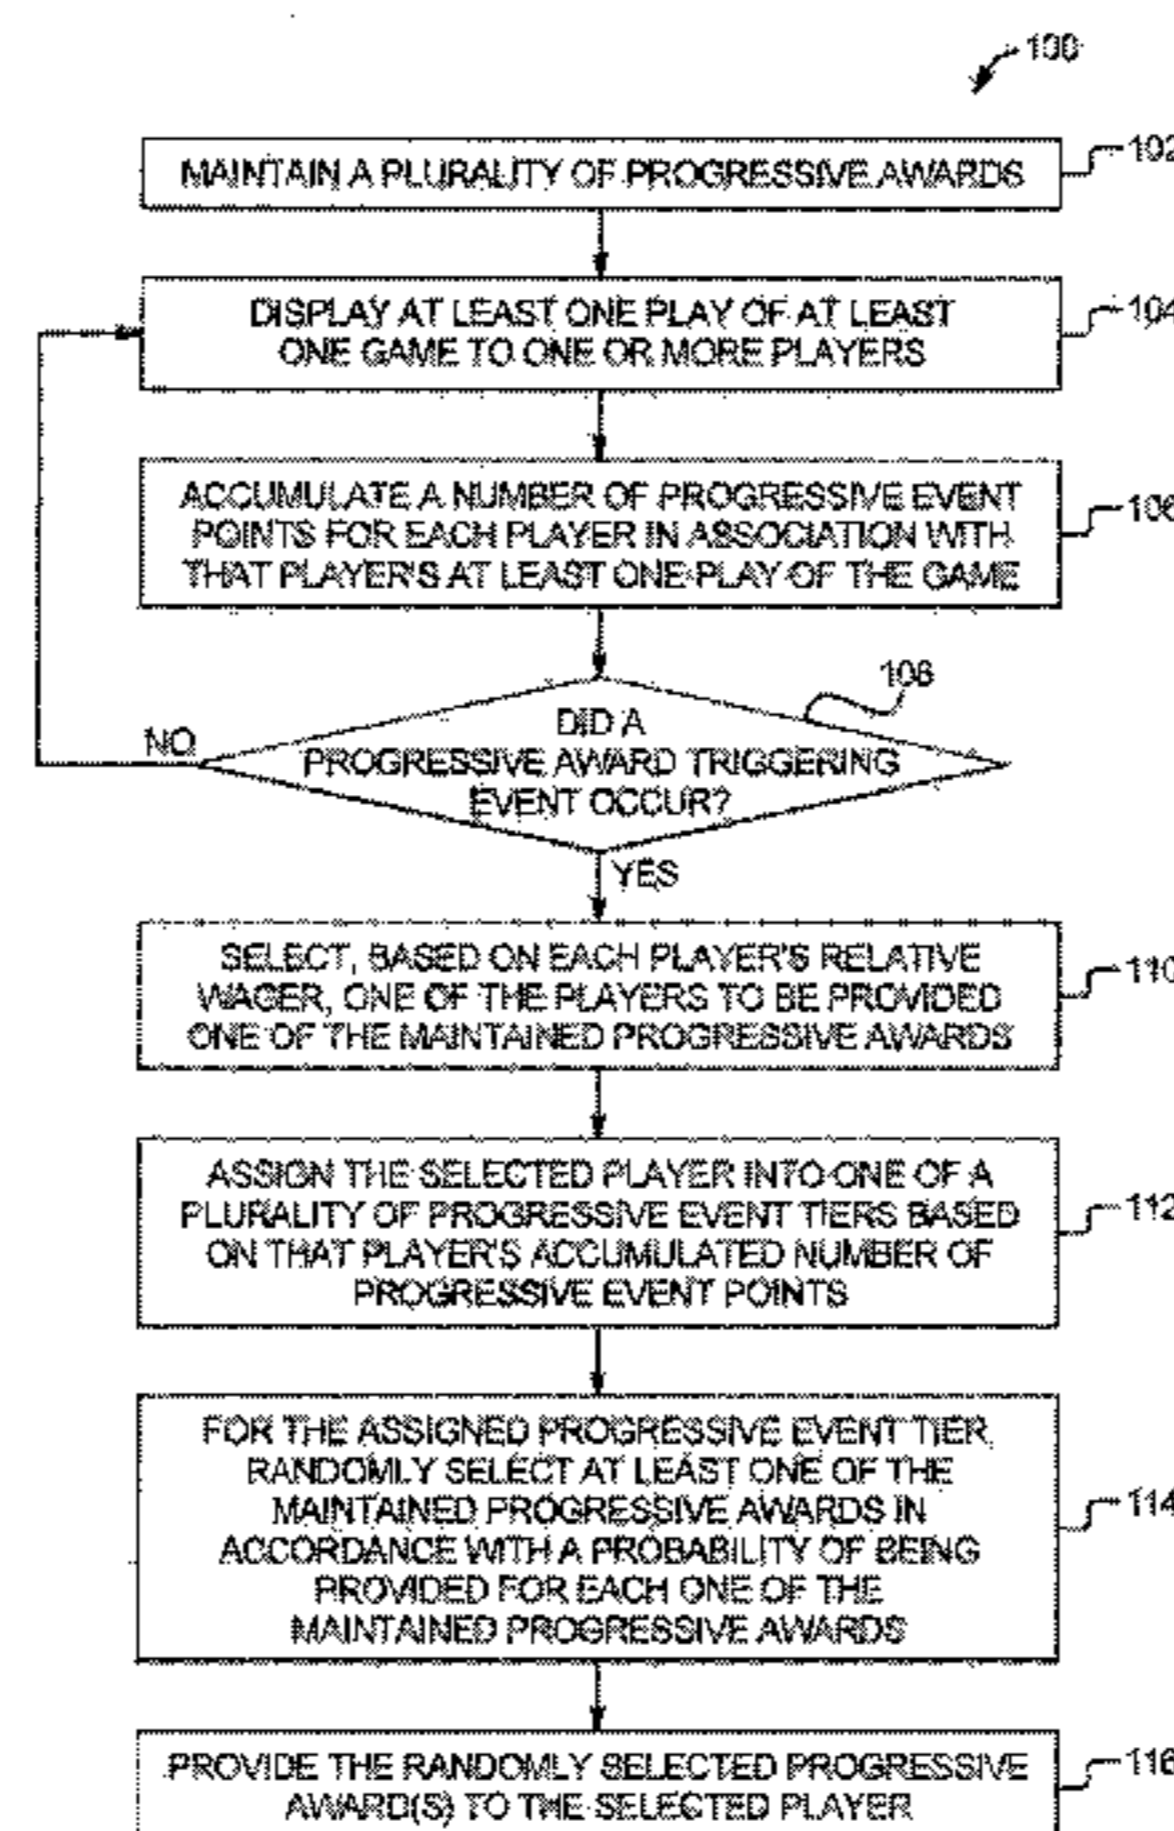 100
MAINTAIN A PLURALITY OF PROGRESSIVE AWARDS
102
DISPLAY AT LEAST ONE PLAY OF AT LEAST
ONE GAME TO ONE OR MORE PLAYERS
104
ACCUMULATE A NUMBER OF PROGRESSIVE EVENT
POINTS FOR EACH PLAYER IN ASSOCIATION WITH
THAT PLAYER'S AT LEAST ONE PLAY OF THE GAME
106
108
DID A
PROGRESSIVE AWARD TRIGGERING
EVENT OCCUR?
NO
YES
SELECT, BASED ON EACH PLAYER'S RELATIVE
WAGER, ONE OF THE PLAYERS TO BE PROVIDED
ONE OF THE MAINTAINED PROGRESSIVE AWARDS
110
ASSIGN THE SELECTED PLAYER INTO ONE OF A
PLURALITY OF PROGRESSIVE EVENT TIERS BASED
ON THAT PLAYER'S ACCUMULATED NUMBER OF
PROGRESSIVE EVENT POINTS
112
FOR THE ASSIGNED PROGRESSIVE EVENT TIER,
RANDOMLY SELECT AT LEAST ONE OF THE
MAINTAINED PROGRESSIVE AWARDS IN
ACCORDANCE WITH A PROBABILITY OF BEING
PROVIDED FOR EACH ONE OF THE
MAINTAINED PROGRESSIVE AWARDS
114
PROVIDE THE RANDOMLY SELECTED PROGRESSIVE
AWARD(S) TO THE SELECTED PLAYER
116